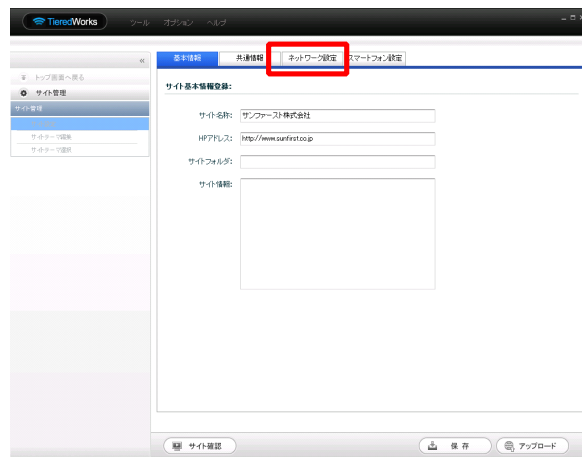 TieredWorks ツール オプション ヘルプ
« 基本情報 共通情報 ネットワーク設定 スマートフォン設定
トップ画面へ戻る
サイト管理
サイト基本情報登録:
サイト管理
サイト名称: サンファースト株式会社
サイトテーマ編集
HPアドレス: http://www.sunfirst.co.jp
サイトテーマ選択
サイトフォルダ:
サイト情報:
サイト確認 保 存 アップロード